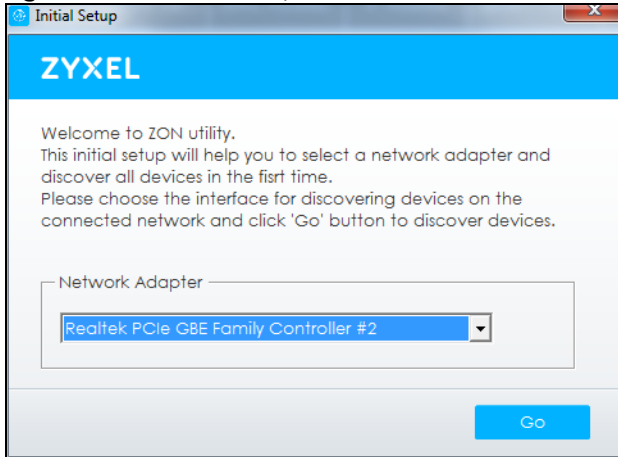 Initial Setup
X
ZYXEL
Welcome to ZON utility.
This initial setup will help you to select a network adapter and
discover all devices in the fisrt time.
Please choose the interface for discovering devices on the
connected network and click 'Go' button to discover devices.
Network Adapter
Realtek PCIe GBE Family Controller #2
Go